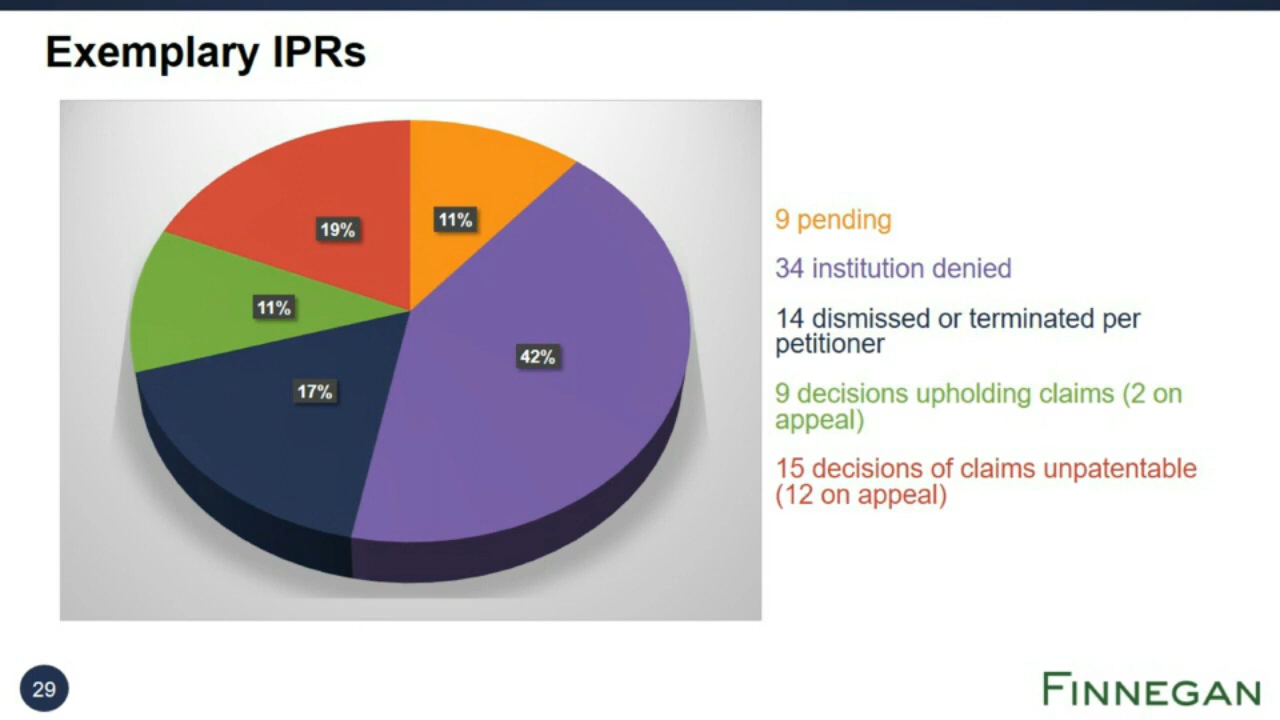 Exemplary IPRs
19%
11%
11%
42%
17%
9 pending
34 institution denied
14 dismissed or terminated per
petitioner
9 decisions upholding claims (2 on
appeal)
15 decisions of claims unpatentable
(12 on appeal)
29
FINNEGAN